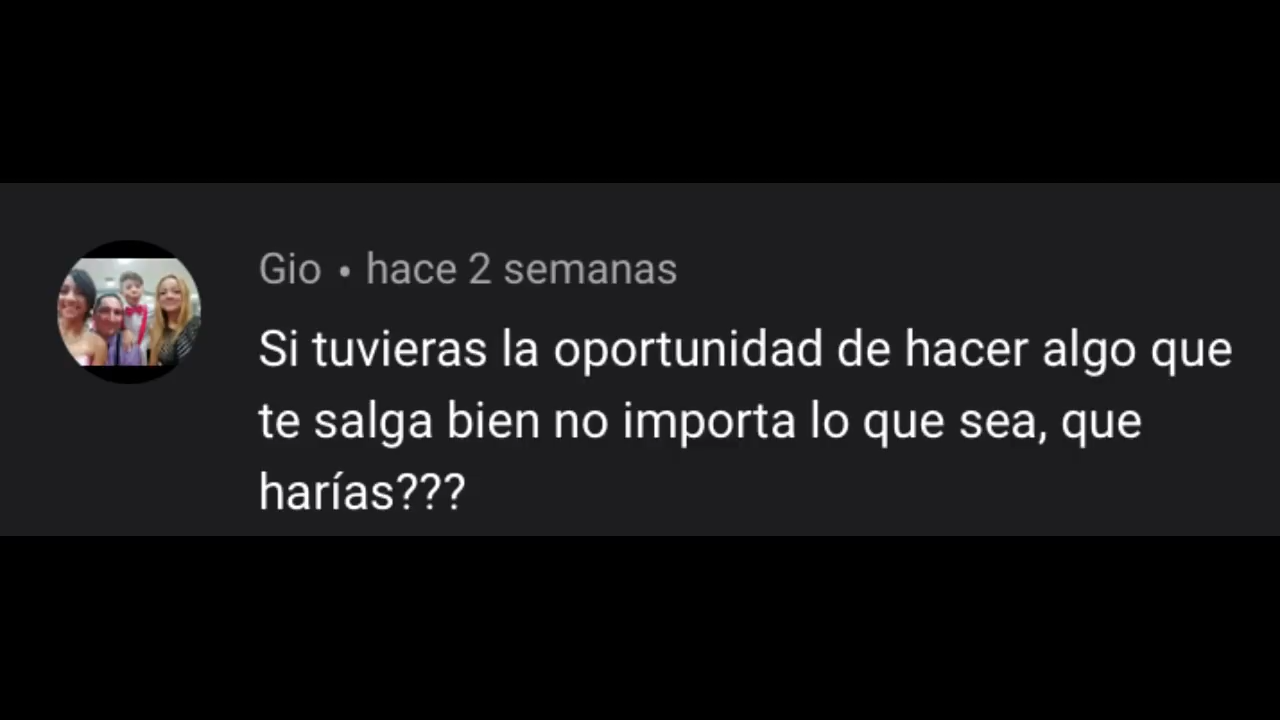 Gio • hace 2 semanas
Si tuvieras la oportunidad de hacer algo que
te salga bien no importa lo que sea, que
harías???